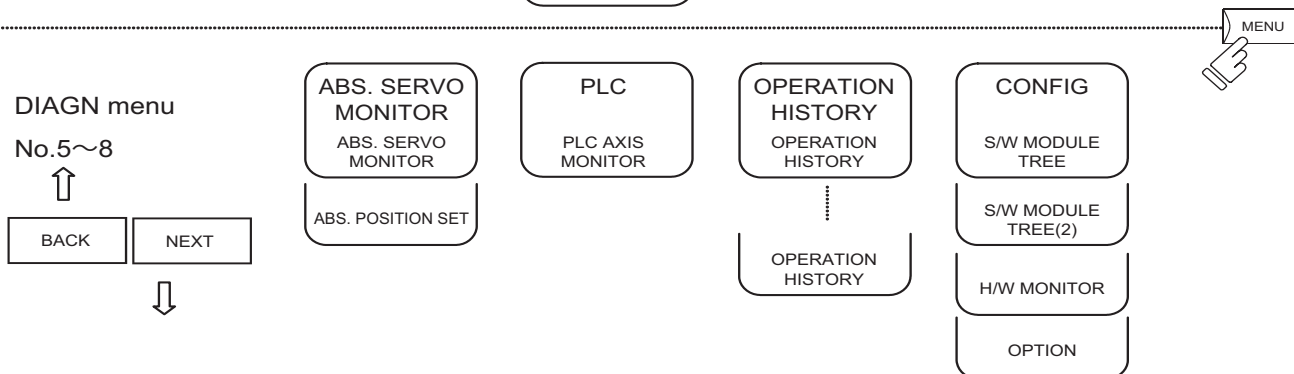 MENU
DIAGN menu
No.5～8
BACK
NEXT
ABS. SERVO
MONITOR
ABS. SERVO
MONITOR
ABS. POSITION SET
PLC
PLC AXIS
MONITOR
OPERATION
HISTORY
OPERATION
HISTORY
OPERATION
HISTORY
CONFIG
S/W MODULE
TREE
S/W MODULE
TREE(2)
H/W MONITOR
OPTION